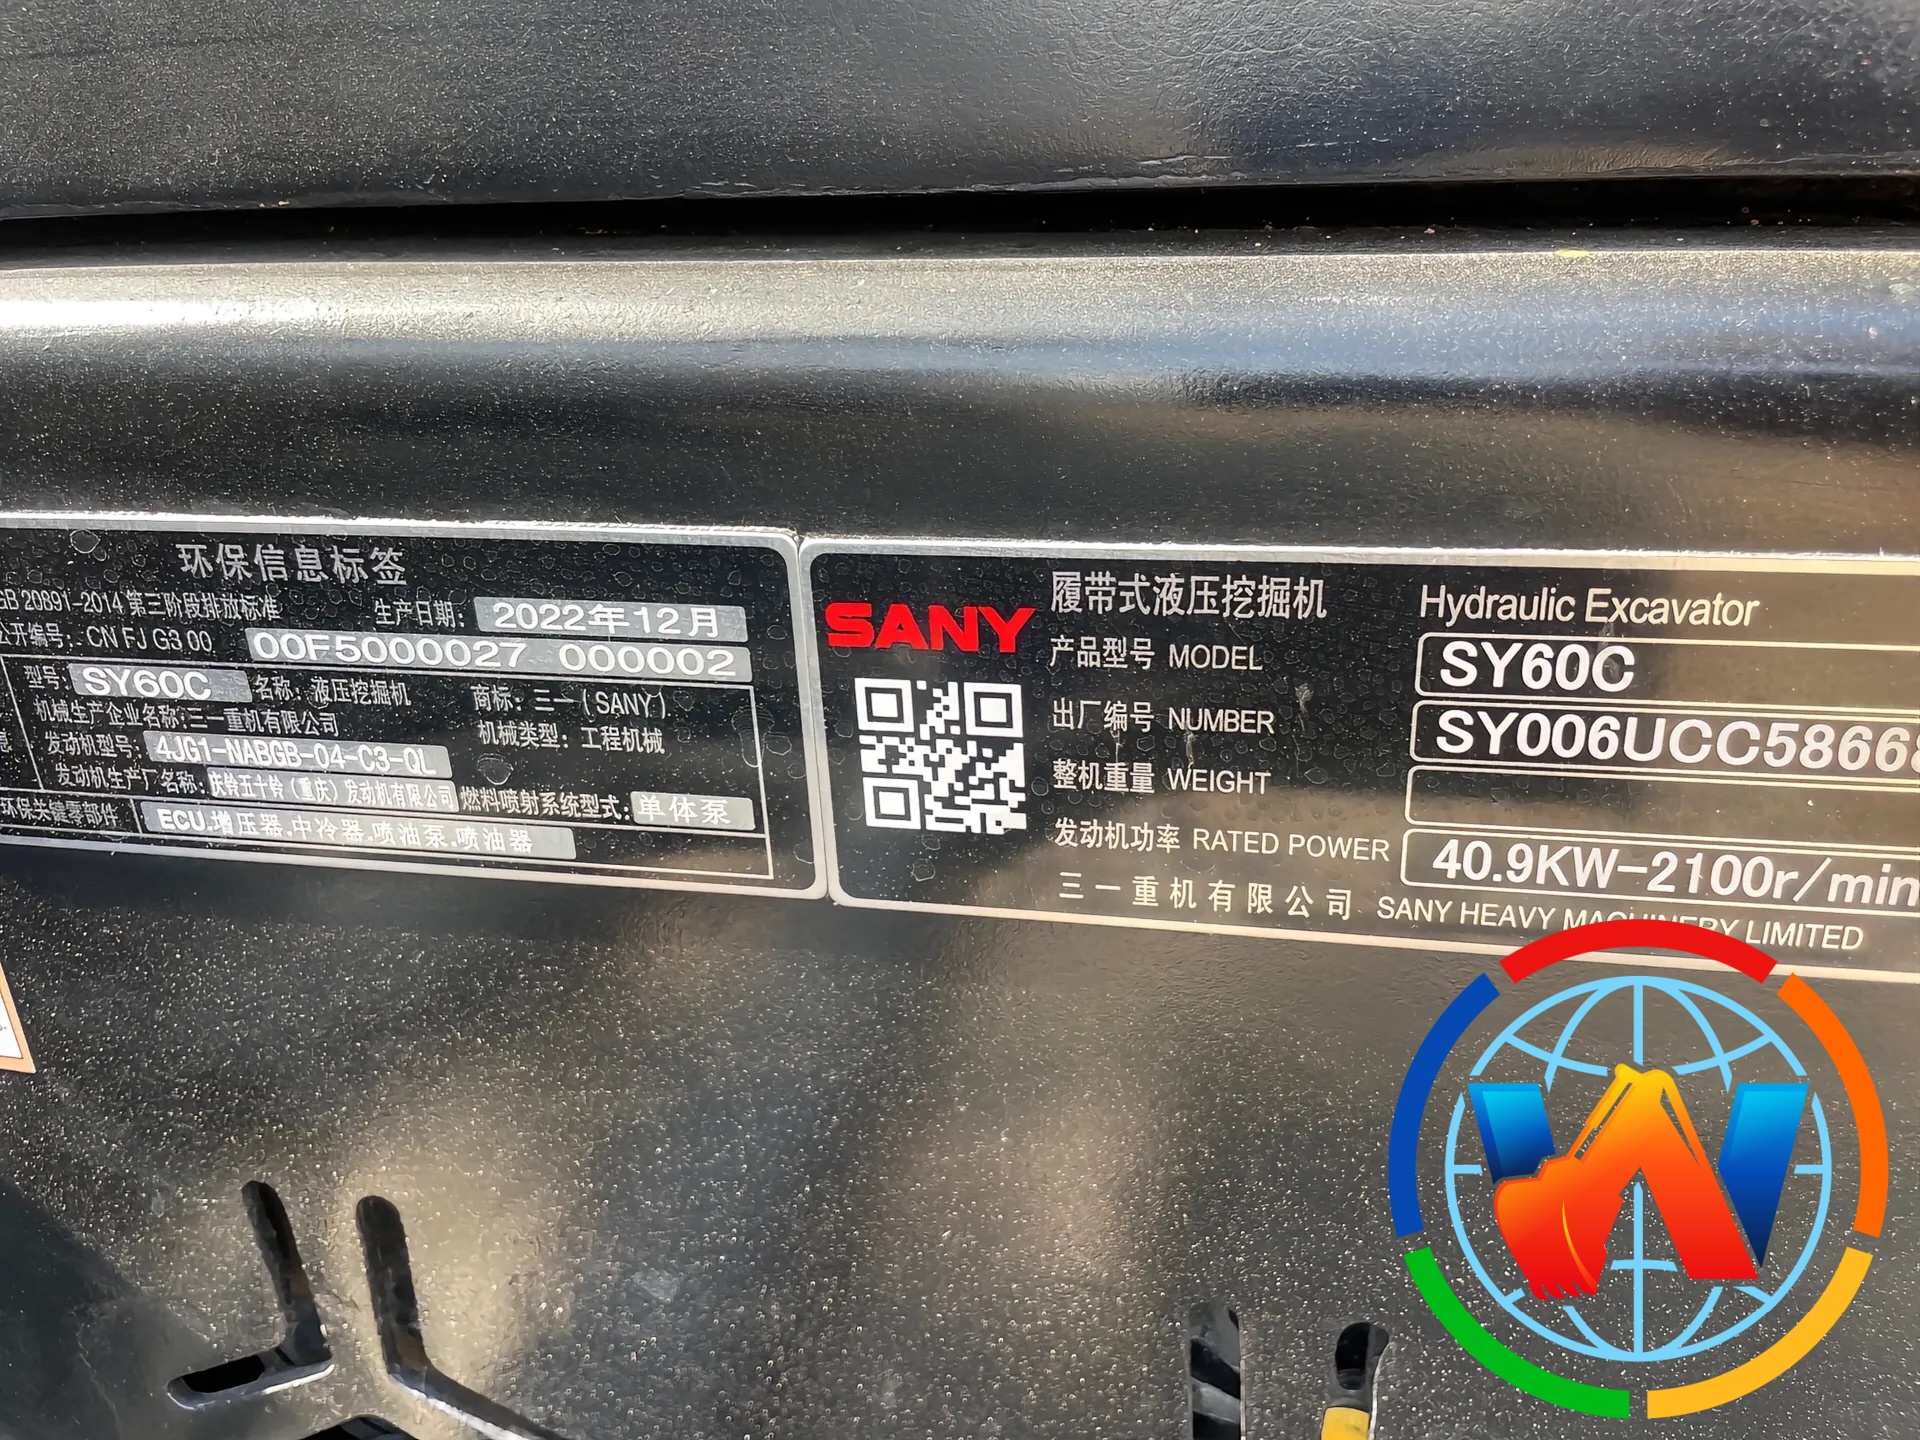 环保信息标签
GB 20891-2014 第三阶段排放标准 生产日期: 2022年12月
公开编号: CN FJ G3 00 00F5000027 000002
型号: SY60C 名称: 液压挖掘机 商标: 三一(SANY)
机械生产企业名称: 三一重机有限公司 机械类型: 工程机械
发动机型号: 4JG1-NABGB-04-C3-QL
发动机生产厂名称: 庆铃五十铃(重庆)发动机有限公司 燃料喷射系统型式: 单体泵
环保关键零部件 ECU.增压器.中冷器.喷油泵.喷油器
SANY
履带式液压挖掘机 Hydraulic Excavator
产品型号 MODEL SY60C
出厂编号 NUMBER SY006UCC58668
整机重量 WEIGHT
发动机功率 RATED POWER 40.9KW-2100r/min
三一重机有限公司 SANY HEAVY MACHINERY LIMITED